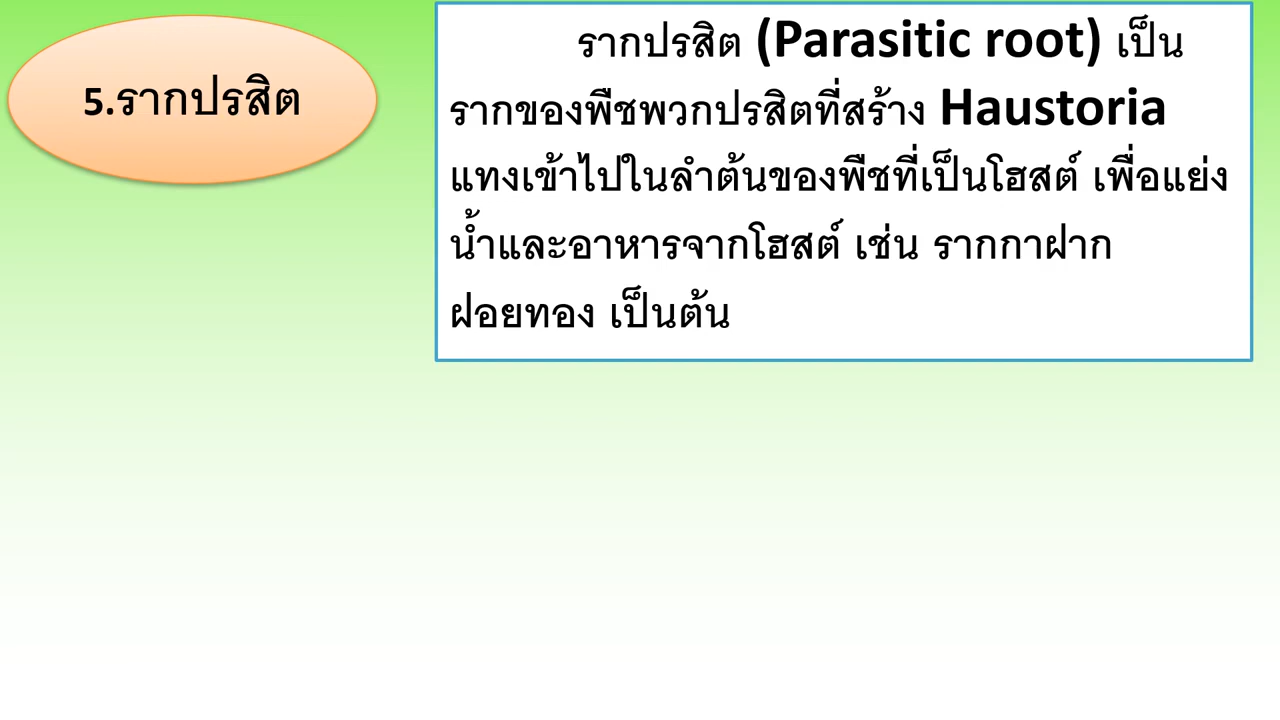 5.รากปรสิต
รากปรสิต (Parasitic root) เป็น
รากของพืชพวกปรสิตที่สร้าง Haustoria
แทงเข้าไปในลำต้นของพืชที่เป็นโฮสต์ เพื่อแย่ง
น้ำและอาหารจากโฮสต์ เช่น รากกาฝาก
ฝอยทอง เป็นต้น